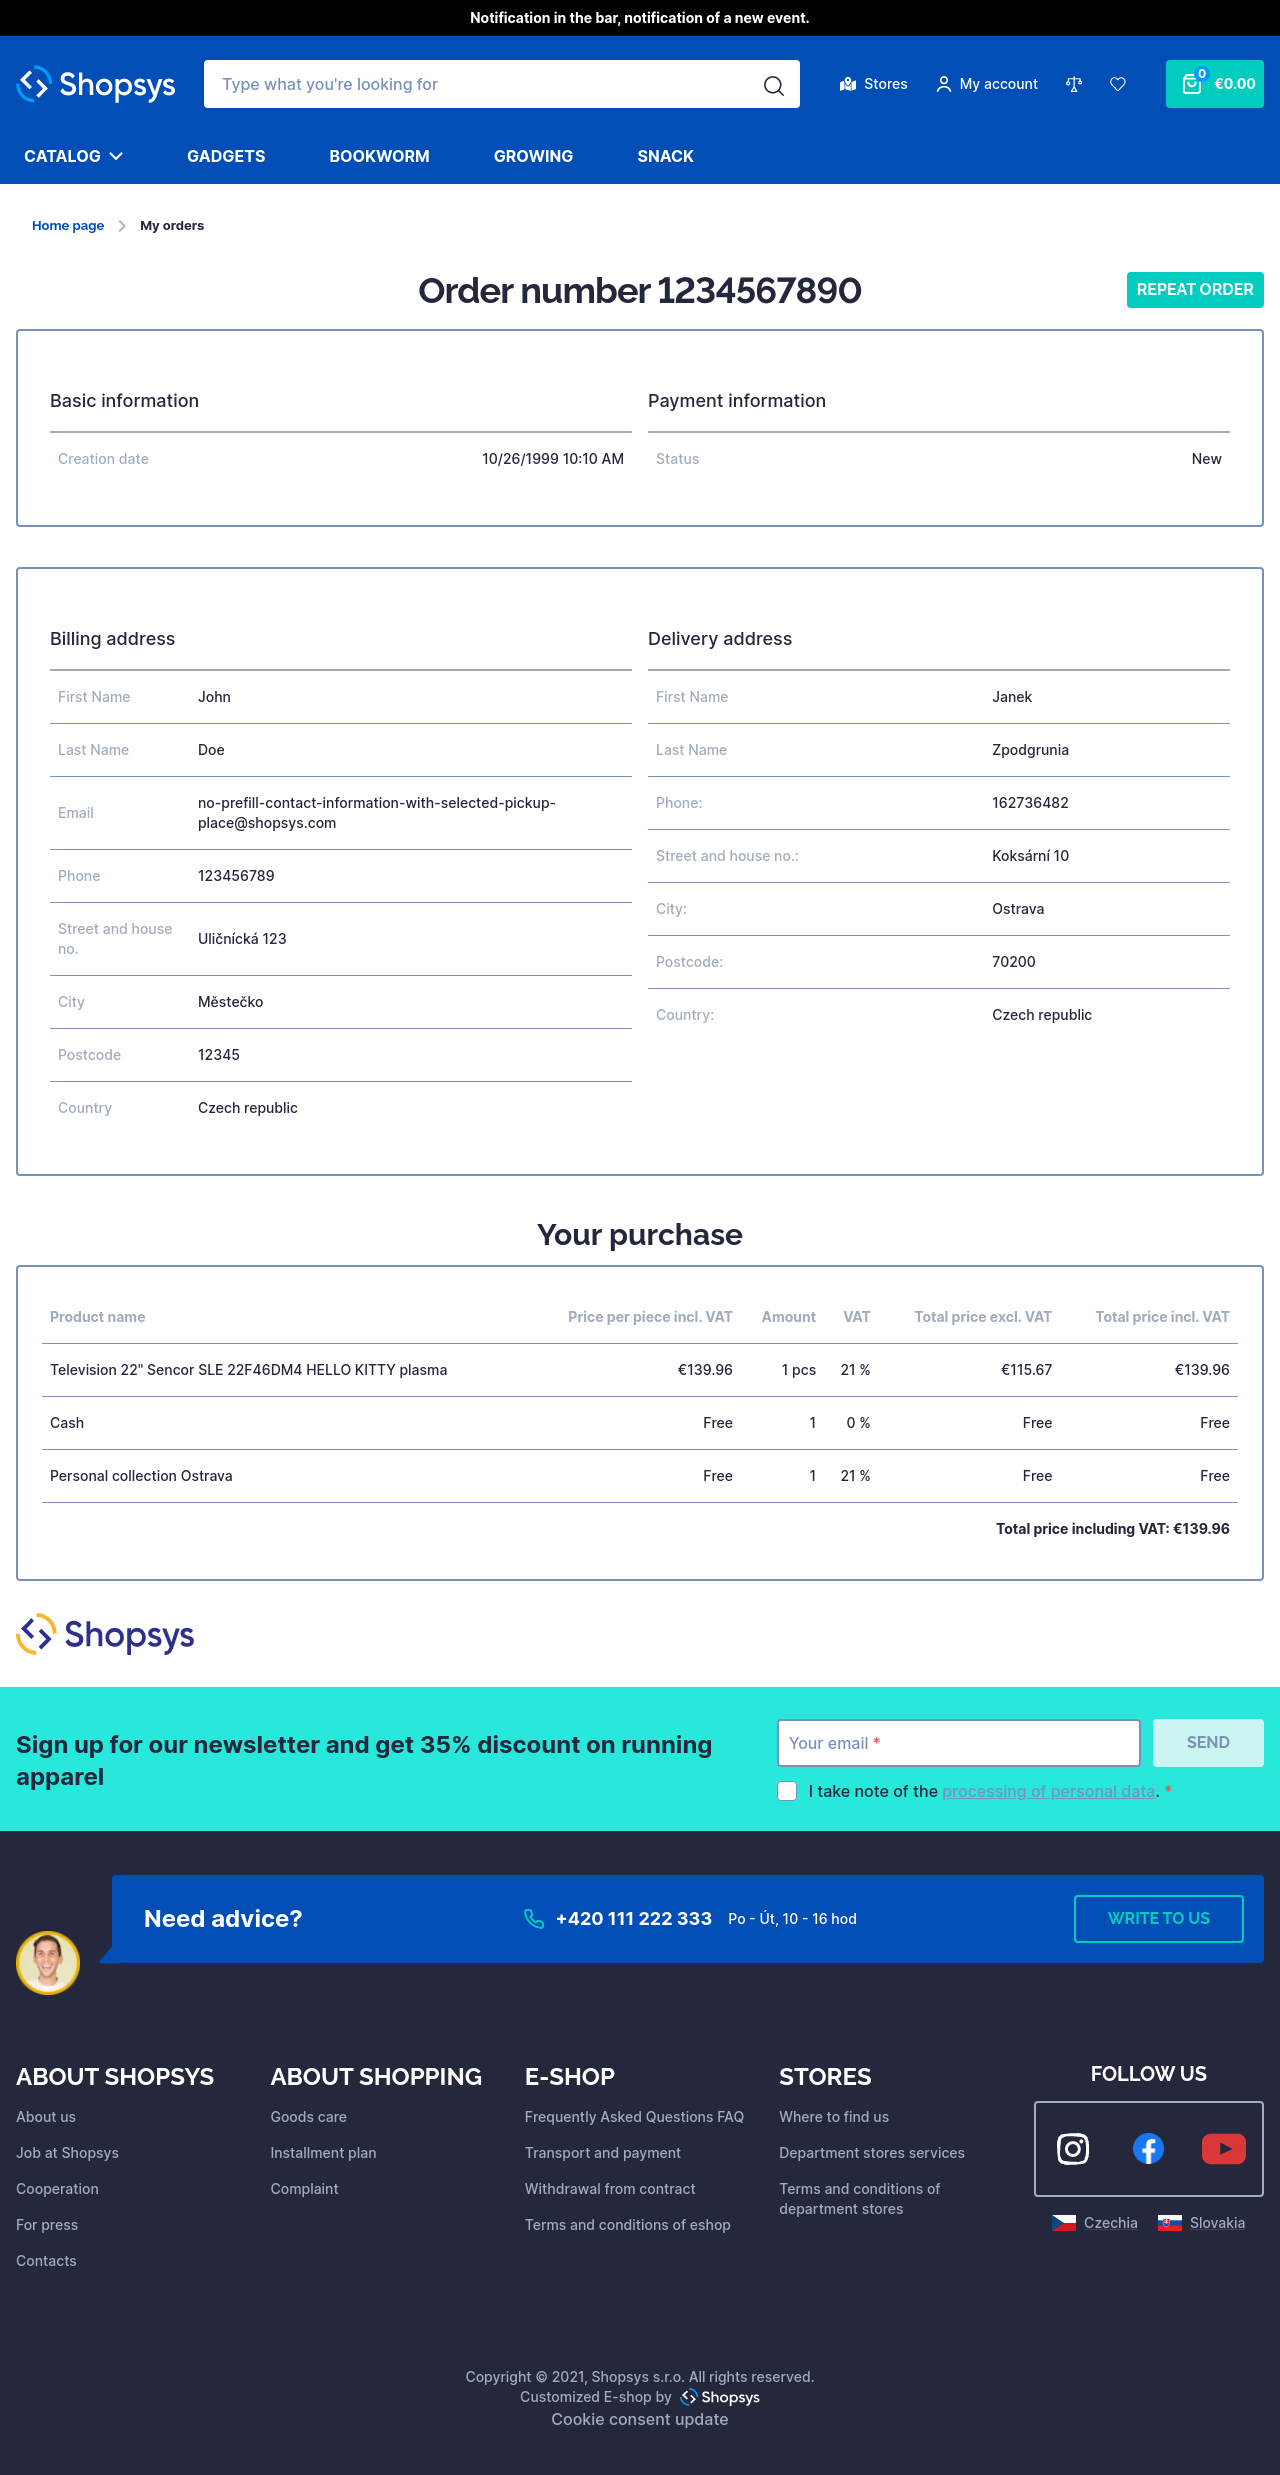 Notification in the bar, notification of a new event.
Shopsys
Type what you're looking for
Stores
My account
0
€0.00
CATALOG
GADGETS
BOOKWORM
GROWING
SNACK
Home page
My orders
Order number 1234567890
REPEAT ORDER
Basic information
Creation date 10/26/1999 10:10 AM
Payment information
Status New
Billing address
First Name John
Last Name Doe
Email no-prefill-contact-information-with-selected-pickup-
place@shopsys.com
Phone 123456789
Street and house
no. Uličnícká 123
City Městečko
Postcode 12345
Country Czech republic
Delivery address
First Name Janek
Last Name Zpodgrunia
Phone: 162736482
Street and house no.: Koksární 10
City: Ostrava
Postcode: 70200
Country: Czech republic
Your purchase
Product name Price per piece incl. VAT Amount VAT Total price excl. VAT Total price incl. VAT
Television 22" Sencor SLE 22F46DM4 HELLO KITTY plasma €139.96 1 pcs 21 % €115.67 €139.96
Cash Free 1 0 % Free Free
Personal collection Ostrava Free 1 21 % Free Free
Total price including VAT: €139.96
Shopsys
Sign up for our newsletter and get 35% discount on running
apparel
Your email *
SEND
I take note of the processing of personal data. *
Need advice?
+420 111 222 333
Po - Út, 10 - 16 hod
WRITE TO US
ABOUT SHOPSYS
About us
Job at Shopsys
Cooperation
For press
Contacts
ABOUT SHOPPING
Goods care
Installment plan
Complaint
E-SHOP
Frequently Asked Questions FAQ
Transport and payment
Withdrawal from contract
Terms and conditions of eshop
STORES
Where to find us
Department stores services
Terms and conditions of
department stores
FOLLOW US
Czechia
Slovakia
Copyright © 2021, Shopsys s.r.o. All rights reserved.
Customized E-shop by Shopsys
Cookie consent update